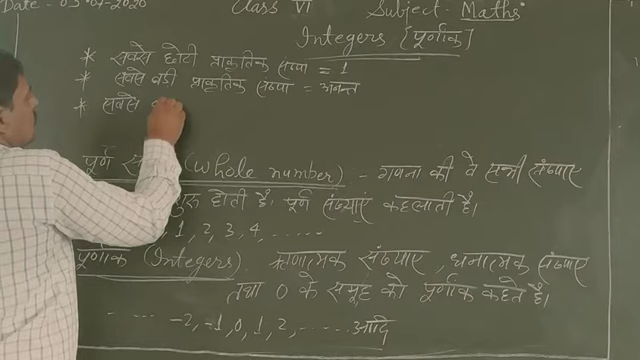 Date - 03-07-2020 Class VI Subject - Maths
Integers [पूर्णांक]
* सबसे छोटी प्राकृतिक संख्या = 1
* सबसे बडी प्राकृतिक संख्या = अनन्त
* सबसे
पूर्ण (Whole number) - गणना की वे सभी संख्याए
शुरू होती है। पूर्ण संख्याएं कहलाती है।
1, 2, 3, 4, ......
पूर्णांक (Integers) ऋणात्मक संख्याए, धनात्मक संख्याए
तथा 0 के समूह को पूर्णांक कहते है।
- ..... -2, -1, 0, 1, 2, ...... आदि